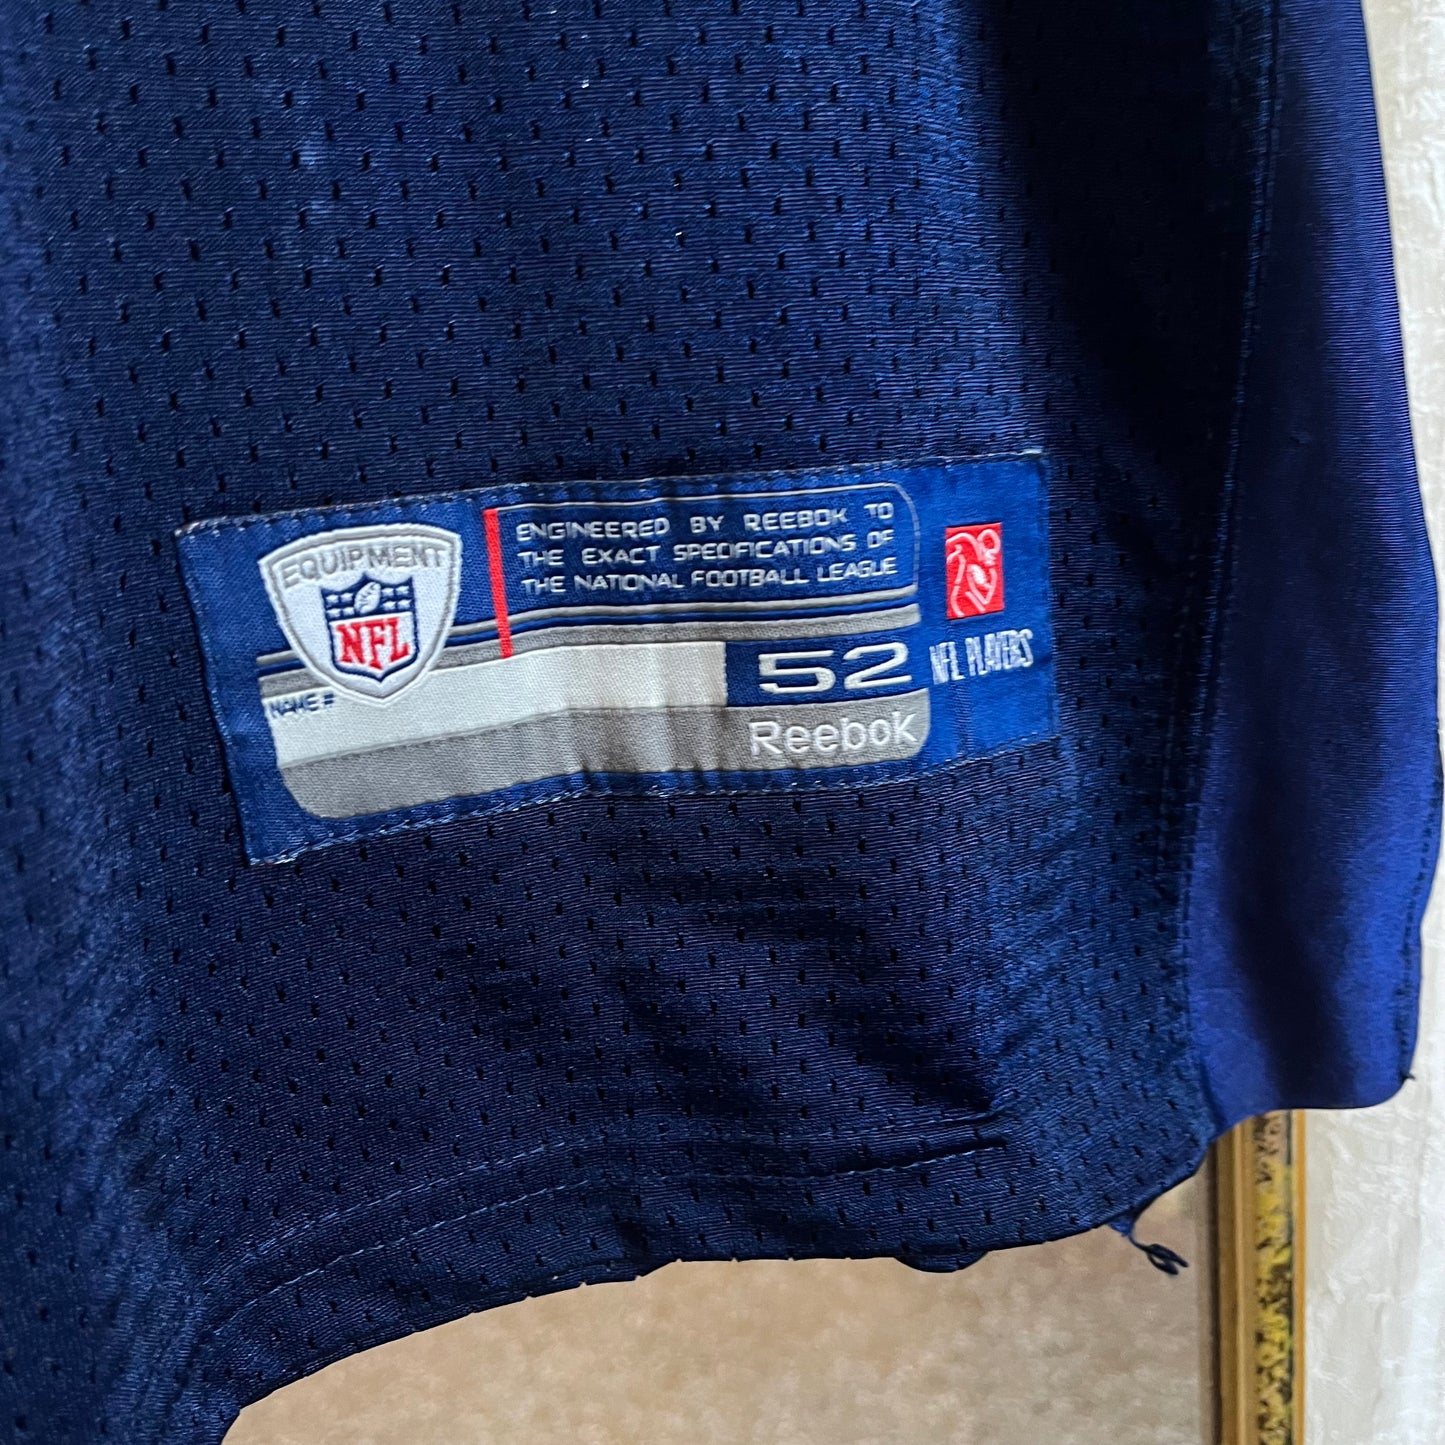 EQUIPMENT
NFL
ENGINEERED BY REEBOK TO
THE EXACT SPECIFICATIONS OF
THE NATIONAL FOOTBALL LEAGUE
NAME#
52
Reebok
NFL PLAYERS